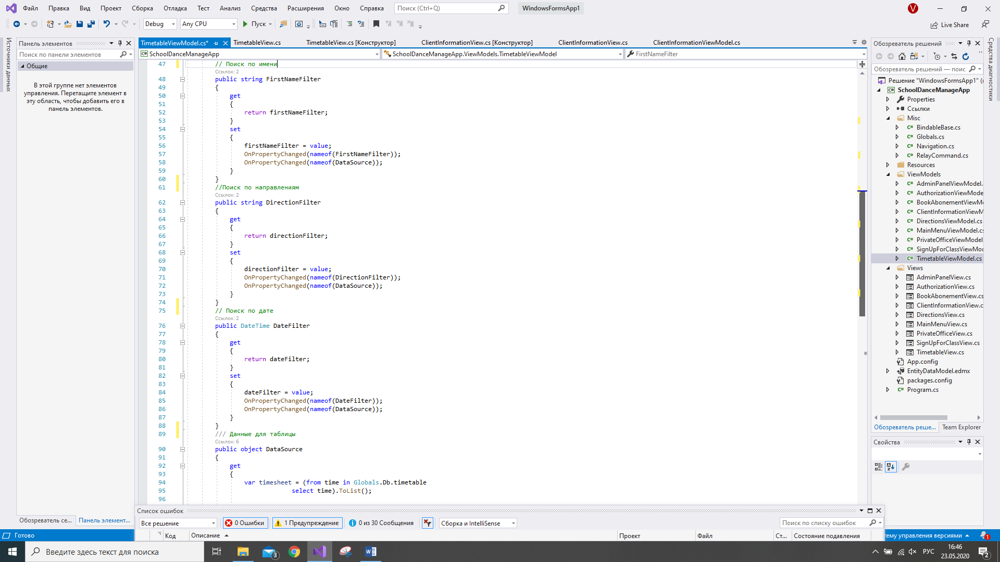 Файл Правка Вид Проект Сборка Отладка Тест Анализ Средства Расширения Окно Справка Поиск (Ctrl+Q) WindowsFormsApp1 V
Debug Any CPU Пуск Live Share
Источники данных
Панель элементов
Поиск по панели элементов
Общие
В этой группе нет элементов
управления. Перетащите элемент в
эту область, чтобы добавить его в
панель элементов.
Обозреватель се... Панель элемент...
TimetableViewModel.cs* TimetableView.cs TimetableView.cs [Конструктор] ClientInformationView.cs [Конструктор] ClientInformationView.cs ClientInformationViewModel.cs
SchoolDanceManageApp SchoolDanceManageApp.ViewModels.TimetableViewModel FirstNameFilter
47 // Поиск по имени
Ссылок: 2
48 public string FirstNameFilter
49 {
50 get
51 {
52 return firstNameFilter;
53 }
54 set
55 {
56 firstNameFilter = value;
57 OnPropertyChanged(nameof(FirstNameFilter));
58 OnPropertyChanged(nameof(DataSource));
59 }
60 }
61 //Поиск по направлениям
Ссылок: 2
62 public string DirectionFilter
63 {
64 get
65 {
66 return directionFilter;
67 }
68 set
69 {
70 directionFilter = value;
71 OnPropertyChanged(nameof(DirectionFilter));
72 OnPropertyChanged(nameof(DataSource));
73 }
74 }
75 // Поиск по дате
Ссылок: 2
76 public DateTime DateFilter
77 {
78 get
79 {
80 return dateFilter;
81 }
82 set
83 {
84 dateFilter = value;
85 OnPropertyChanged(nameof(DateFilter));
86 OnPropertyChanged(nameof(DataSource));
87 }
88 }
89 /// Данные для таблицы
Ссылок: 6
90 public object DataSource
91 {
92 get
93 {
94 var timesheet = (from time in Globals.Db.timetable
95 select time).ToList();
96
Обозреватель решений
Обозреватель решений — поис
Решение "WindowsFormsApp1" (
SchoolDanceManageApp
Properties
Ссылки
Misc
BindableBase.cs
Globals.cs
Navigation.cs
RelayCommand.cs
Resources
ViewModels
AdminPanelViewModel.
AuthorizationViewMode
BookAbonementViewMo
ClientInformationViewM
DirectionsViewModel.cs
MainMenuViewModel.cs
PrivateOfficeViewModel
SignUpForClassViewMod
TimetableViewModel.cs
Views
AdminPanelView.cs
AuthorizationView.cs
BookAbonementView.cs
ClientInformationView.c
DirectionsView.cs
MainMenuView.cs
PrivateOfficeView.cs
SignUpForClassView.cs
TimetableView.cs
App.config
EntityDataModel.edmx
packages.config
Program.cs
Обозреватель реше... Team Explorer
Свойства
Средства диагностики
Список ошибок
Все решение 0 Ошибки 1 Предупреждение 0 из 30 Сообщения Сборка и IntelliSense Поиск по списку ошибок
Код Описание Проект Файл Ст... Состояние подавления
Готово тему управления версиями 1
Введите здесь текст для поиска 3 РУС 16:46
23.05.2020 2